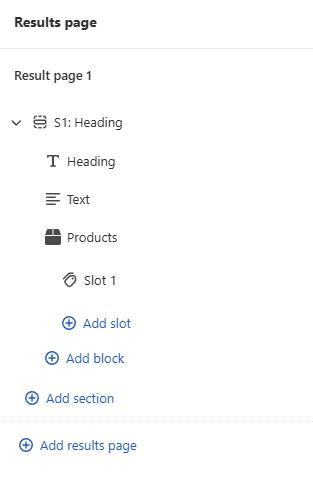 Results page
Result page 1
S1: Heading
Heading
Text
Products
Slot 1
Add slot
Add block
Add section
Add results page